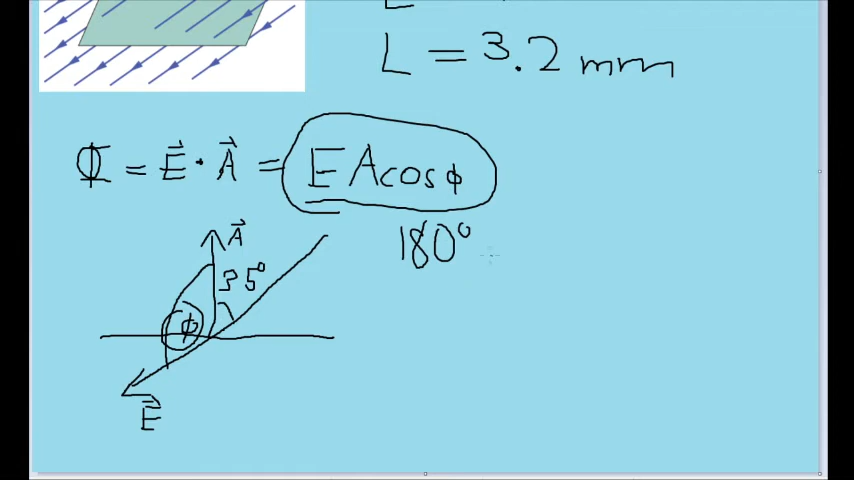 L = 3.2 mm
Φ = E⃗ · A⃗ = EAcosϕ
A⃗
35°
180°
ϕ
E⃗